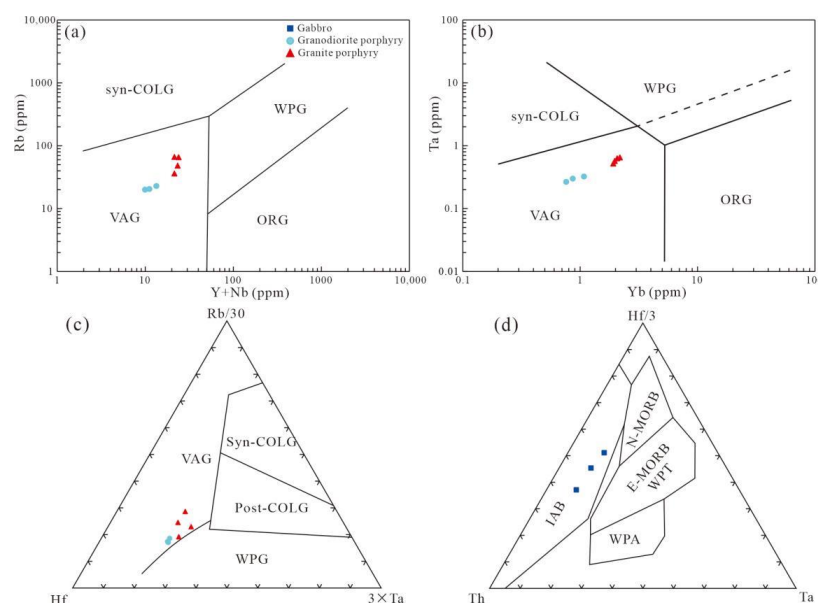 (a)
Gabbro
Granodiorite porphyry
Granite porphyry
10,000
1000
100
10
1
Rb (ppm)
syn-COLG
WPG
VAG
ORG
1
10
100
1000
10,000
Y+Nb (ppm)
(b)
100
10
1
0.1
0.01
Ta (ppm)
WPG
syn-COLG
VAG
ORG
0.1
1
10
100
Yb (ppm)
(c)
Rb/30
Syn-COLG
VAG
Post-COLG
WPG
Hf
3×Ta
(d)
Hf/3
N-MORB
E-MORB
WPT
IAB
WPA
Th
Ta